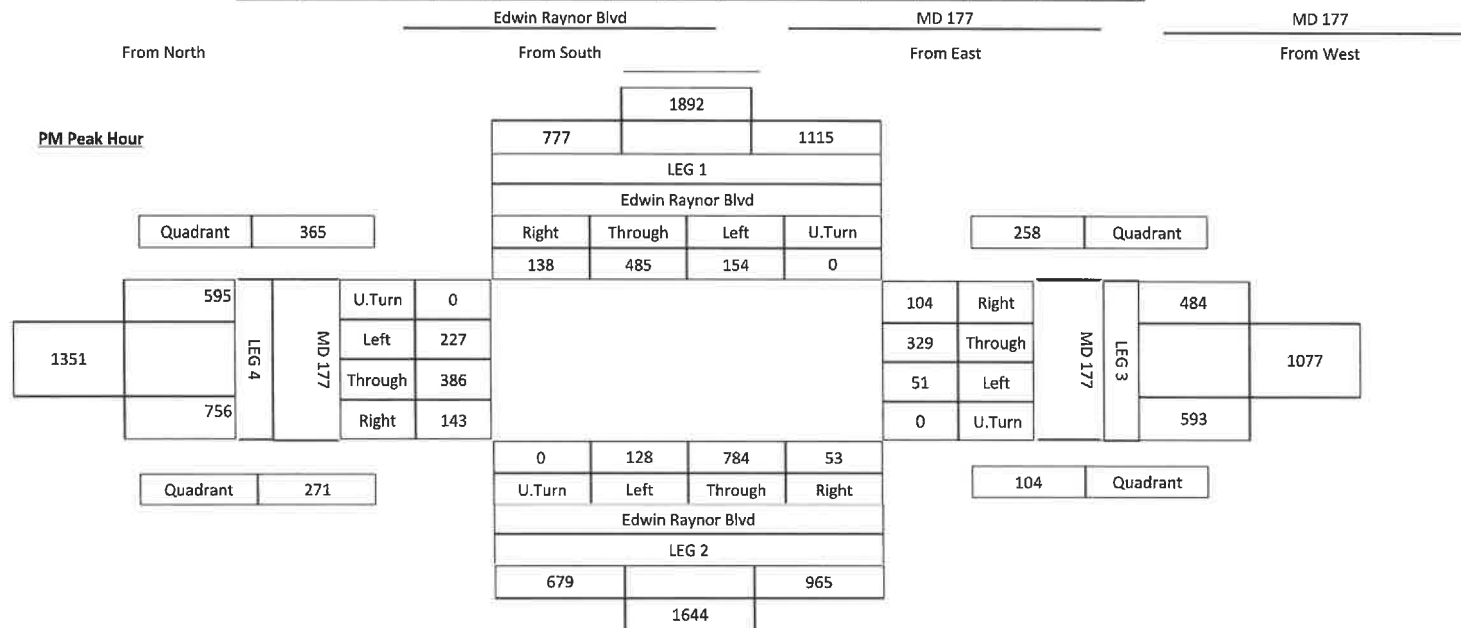 Edwin Raynor Blvd MD 177 MD 177
From North From South From East From West
1892
PM Peak Hour
777 1115
LEG 1
Edwin Raynor Blvd
Quadrant 365
Right Through Left U.Turn
258 Quadrant
138 485 154 0
595
756
1351
LEG 4
MD 177
U.Turn 0
Left 227
Through 386
Right 143
104 Right
329 Through
51 Left
0 U.Turn
MD 177
LEG 3
484
593
1077
Quadrant 271
0 128 784 53
U.Turn Left Through Right
104 Quadrant
Edwin Raynor Blvd
LEG 2
679 965
1644